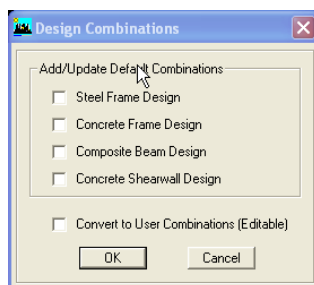 Design Combinations
Add/Update Default Combinations
Steel Frame Design
Concrete Frame Design
Composite Beam Design
Concrete Shearwall Design
Convert to User Combinations (Editable)
OK
Cancel